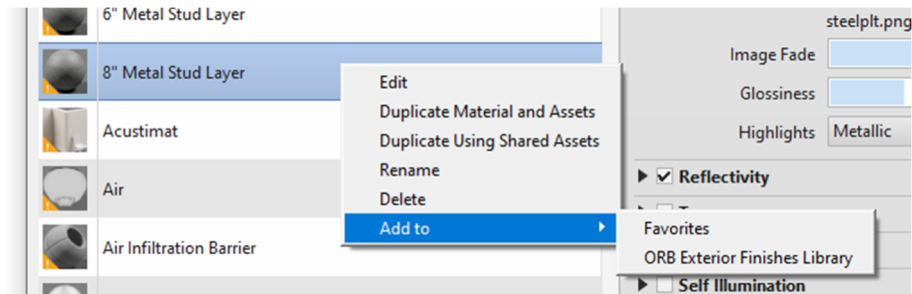 6" Metal Stud Layer
8" Metal Stud Layer
Acustimat
Air
Air Infiltration Barrier
Edit
Duplicate Material and Assets
Duplicate Using Shared Assets
Rename
Delete
Add to
Favorites
ORB Exterior Finishes Library
steelplt.png
Image Fade
Glossiness
Highlights Metallic
Reflectivity
Self Illumination